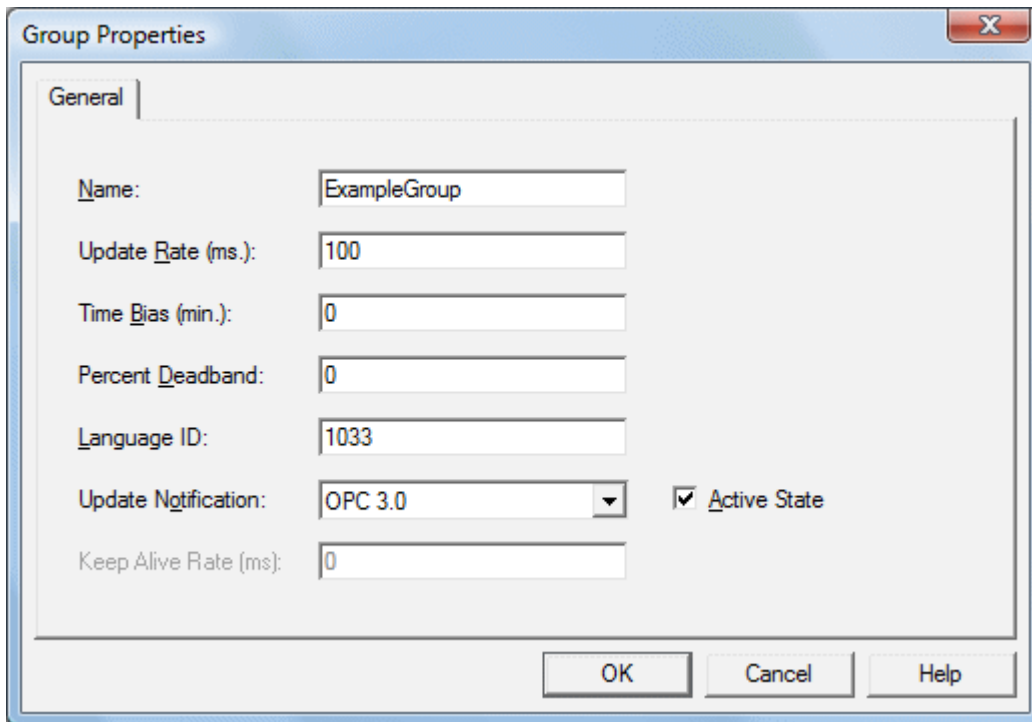 Group Properties
General
Name: ExampleGroup
Update Rate (ms.): 100
Time Bias (min.): 0
Percent Deadband: 0
Language ID: 1033
Update Notification: OPC 3.0 Active State
Keep Alive Rate (ms): 0
OK Cancel Help